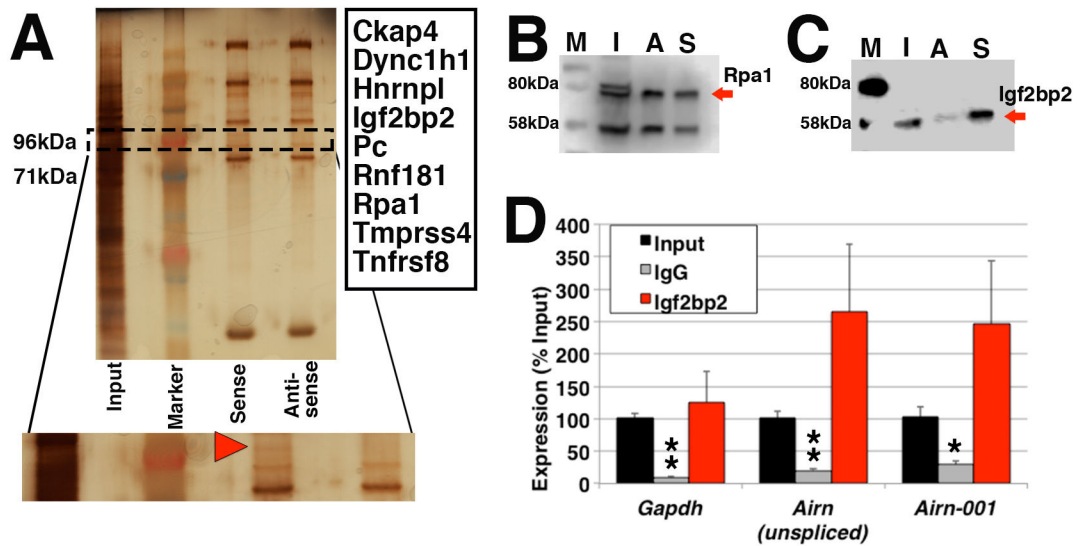 A
96kDa
71kDa
Input
Marker
Sense
Anti-
sense
Ckap4
Dync1h1
Hnrnpl
Igf2bp2
Pc
Rnf181
Rpa1
Tmprss4
Tnfrsf8
B
M I A S
80kDa
58kDa
Rpa1
C
M I A S
80kDa
58kDa
Igf2bp2
D
Expression (% Input)
400
350
300
250
200
150
100
50
0
Input
IgG
Igf2bp2
**
**
*
Gapdh
Airn
(unspliced)
Airn-001